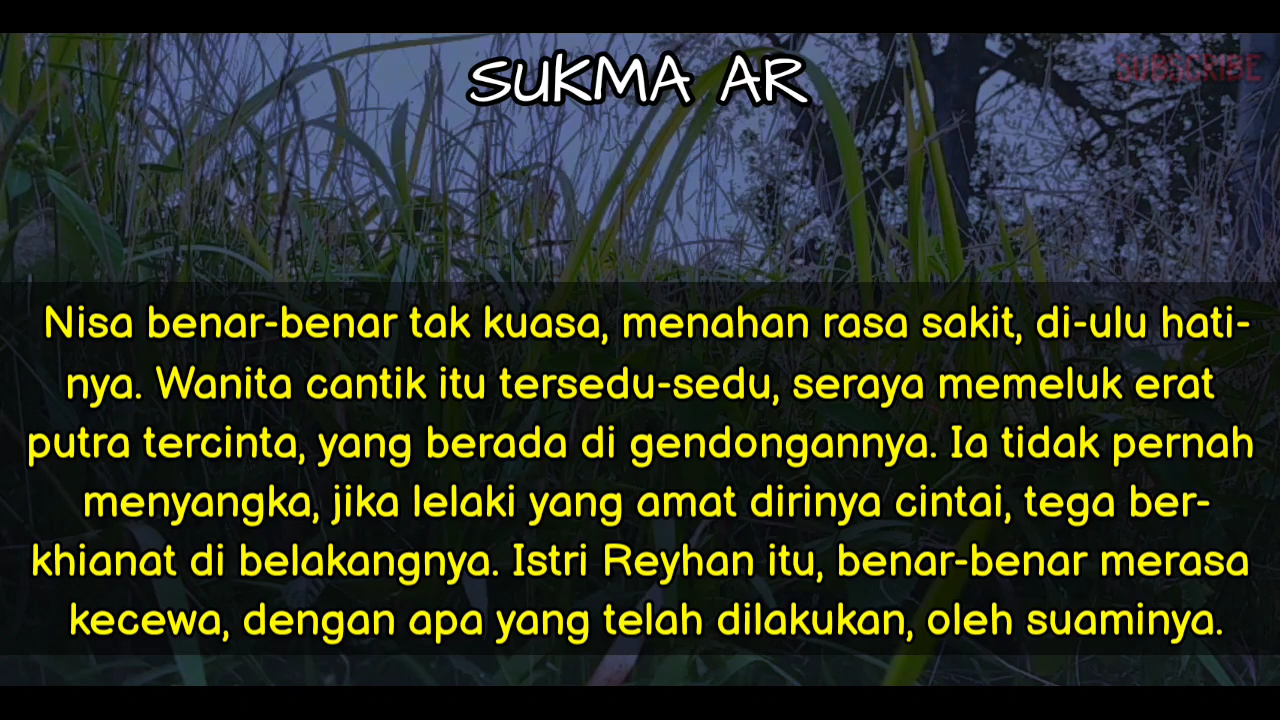 SUKMA AR
SUBSCRIBE
Nisa benar-benar tak kuasa, menahan rasa sakit, di-ulu hati-
nya. Wanita cantik itu tersedu-sedu, seraya memeluk erat
putra tercinta, yang berada di gendongannya. Ia tidak pernah
menyangka, jika lelaki yang amat dirinya cintai, tega ber-
khianat di belakangnya. Istri Reyhan itu, benar-benar merasa
kecewa, dengan apa yang telah dilakukan, oleh suaminya.